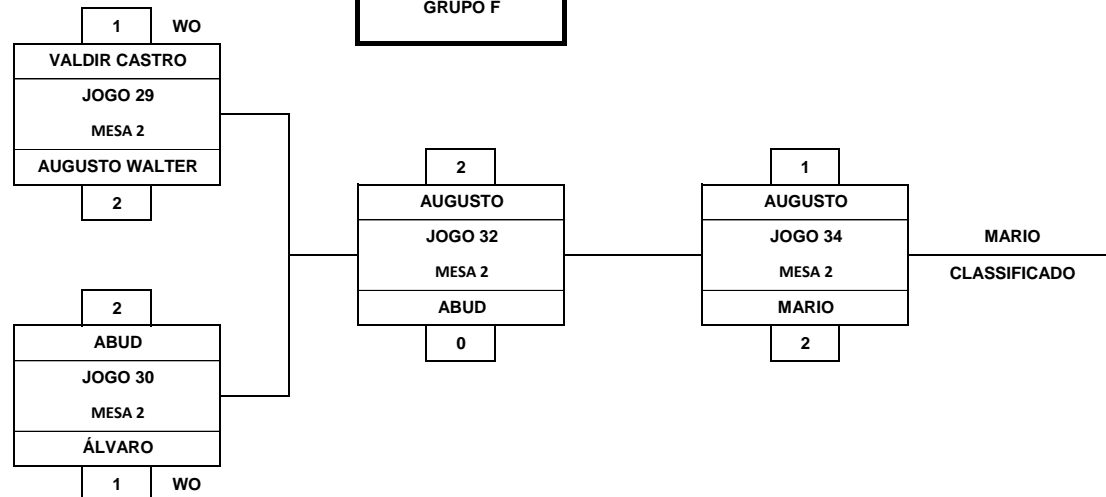 GRUPO F
1 WO
VALDIR CASTRO
JOGO 29
MESA 2
AUGUSTO WALTER
2
2
ABUD
JOGO 30
MESA 2
ÁLVARO
1 WO
2
AUGUSTO
JOGO 32
MESA 2
ABUD
0
1
AUGUSTO
JOGO 34
MESA 2
MARIO
2
MARIO
CLASSIFICADO